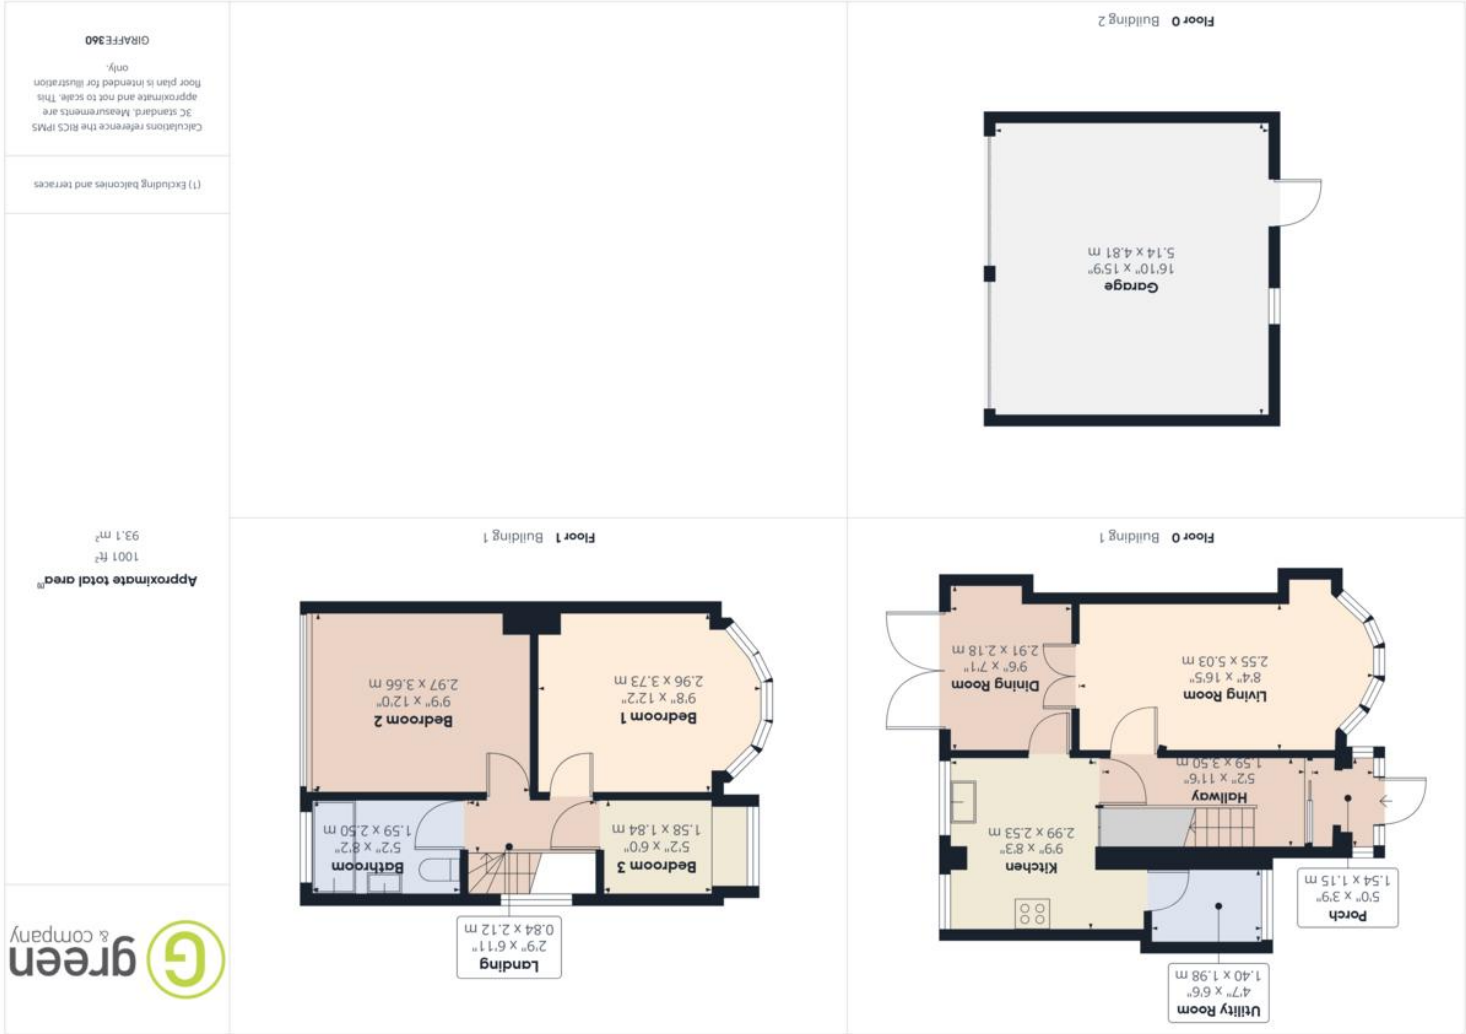 green
& company
Utility Room
4'7" x 6'6"
1.40 x 1.98 m
Porch
5'0" x 3'9"
1.54 x 1.15 m
Kitchen
9'9" x 8'3"
2.99 x 2.53 m
Hallway
5'2" x 11'6"
1.59 x 3.50 m
Living Room
8'4" x 16'5"
2.55 x 5.03 m
Dining Room
9'6" x 7'1"
2.91 x 2.18 m
Floor 0 Building 1
Landing
2'9" x 6'11"
0.84 x 2.12 m
Bedroom 3
5'2" x 6'0"
1.58 x 1.84 m
Bathroom
5'2" x 8'2"
1.59 x 2.50 m
Bedroom 1
9'8" x 12'2"
2.96 x 3.73 m
Bedroom 2
9'9" x 12'0"
2.97 x 3.66 m
Floor 1 Building 1
Approximate total area(1)
1001 ft²
93.1 m²
Garage
16'10" x 15'9"
5.14 x 4.81 m
Floor 0 Building 2
(1) Excluding balconies and terraces
Calculations reference the RICS IPMS
3C standard. Measurements are
approximate and not to scale. This
floor plan is intended for illustration
only.
GIRAFFE360